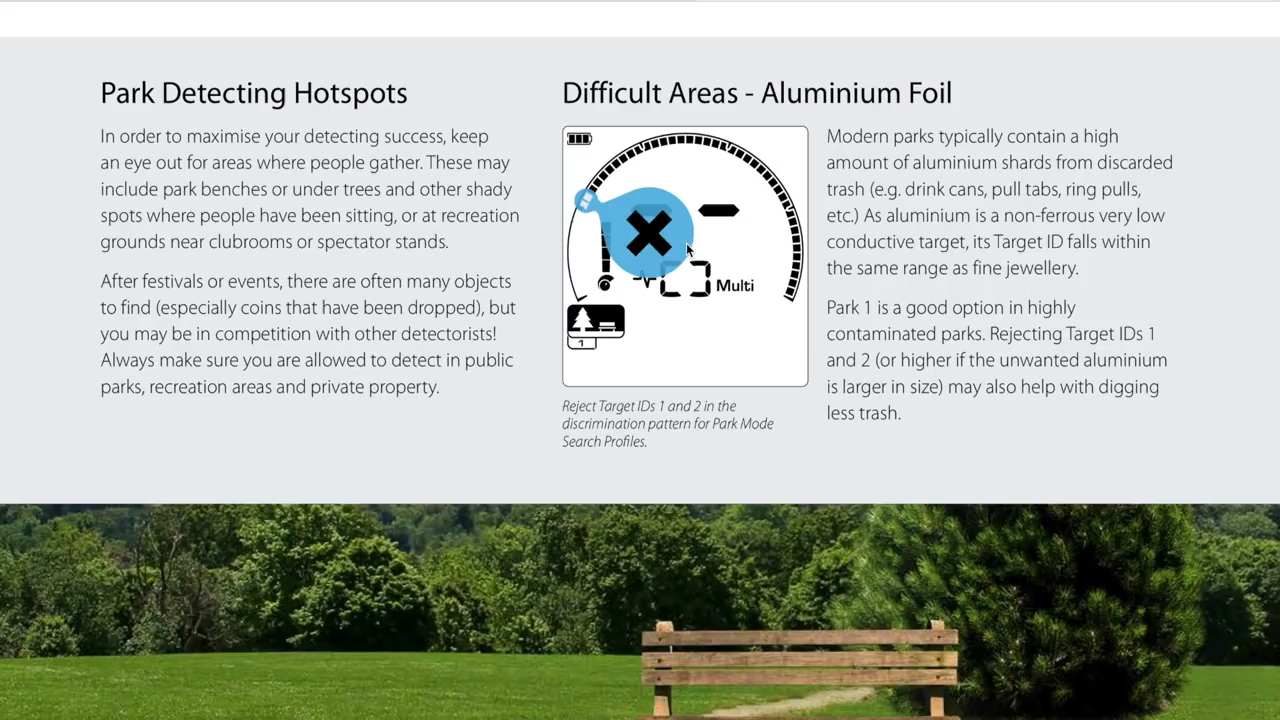 Park Detecting Hotspots
In order to maximise your detecting success, keep
an eye out for areas where people gather. These may
include park benches or under trees and other shady
spots where people have been sitting, or at recreation
grounds near clubrooms or spectator stands.
After festivals or events, there are often many objects
to find (especially coins that have been dropped), but
you may be in competition with other detectorists!
Always make sure you are allowed to detect in public
parks, recreation areas and private property.
Difficult Areas - Aluminium Foil
Multi
1
Reject Target IDs 1 and 2 in the
discrimination pattern for Park Mode
Search Profiles.
Modern parks typically contain a high
amount of aluminium shards from discarded
trash (e.g. drink cans, pull tabs, ring pulls,
etc.) As aluminium is a non-ferrous very low
conductive target, its Target ID falls within
the same range as fine jewellery.
Park 1 is a good option in highly
contaminated parks. Rejecting Target IDs 1
and 2 (or higher if the unwanted aluminium
is larger in size) may also help with digging
less trash.